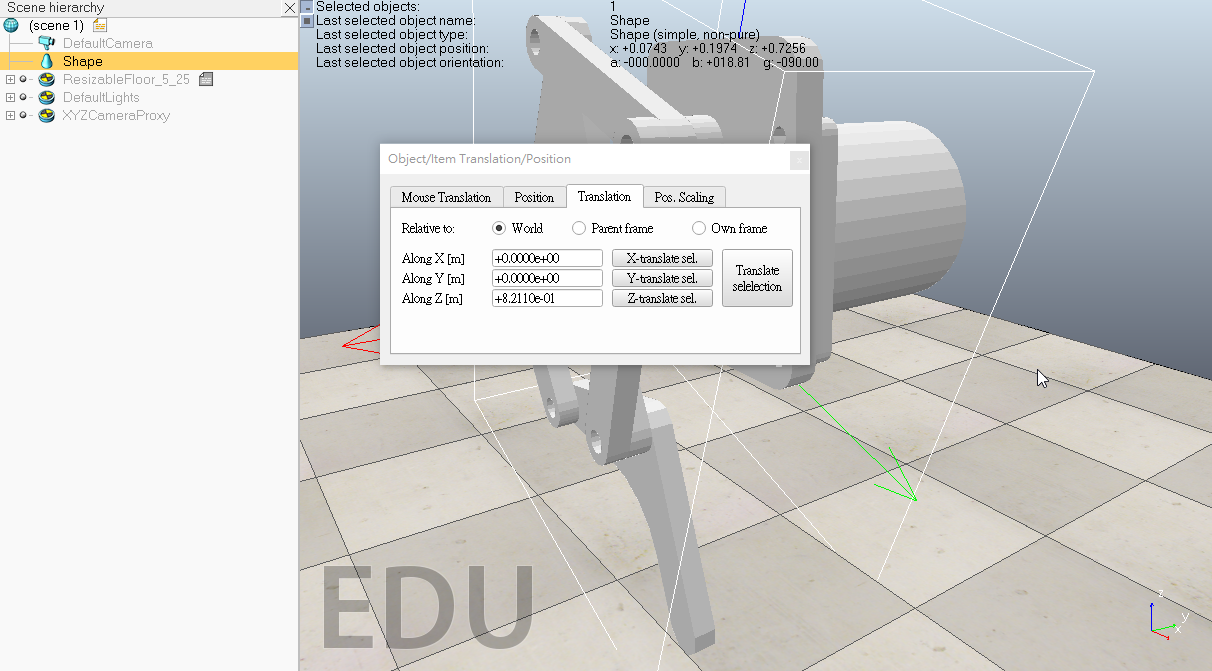 Scene hierarchy
(scene 1)
DefaultCamera
Shape
ResizableFloor_5_25
DefaultLights
XYZCameraProxy
Selected objects: 1
Last selected object name: Shape
Last selected object type: Shape (simple, non-pure)
Last selected object position: x: +0.0743 y: +0.1974 z: +0.7256
Last selected object orientation: a: -000.0000 b: +018.81 g: -090.00
Object/Item Translation/Position
Mouse Translation Position Translation Pos. Scaling
Relative to: World Parent frame Own frame
Along X [m] +0.0000e+00 X-translate sel.
Along Y [m] +0.0000e+00 Y-translate sel.
Along Z [m] +8.2110e-01 Z-translate sel.
Translate
selelection
EDU
z
y
x